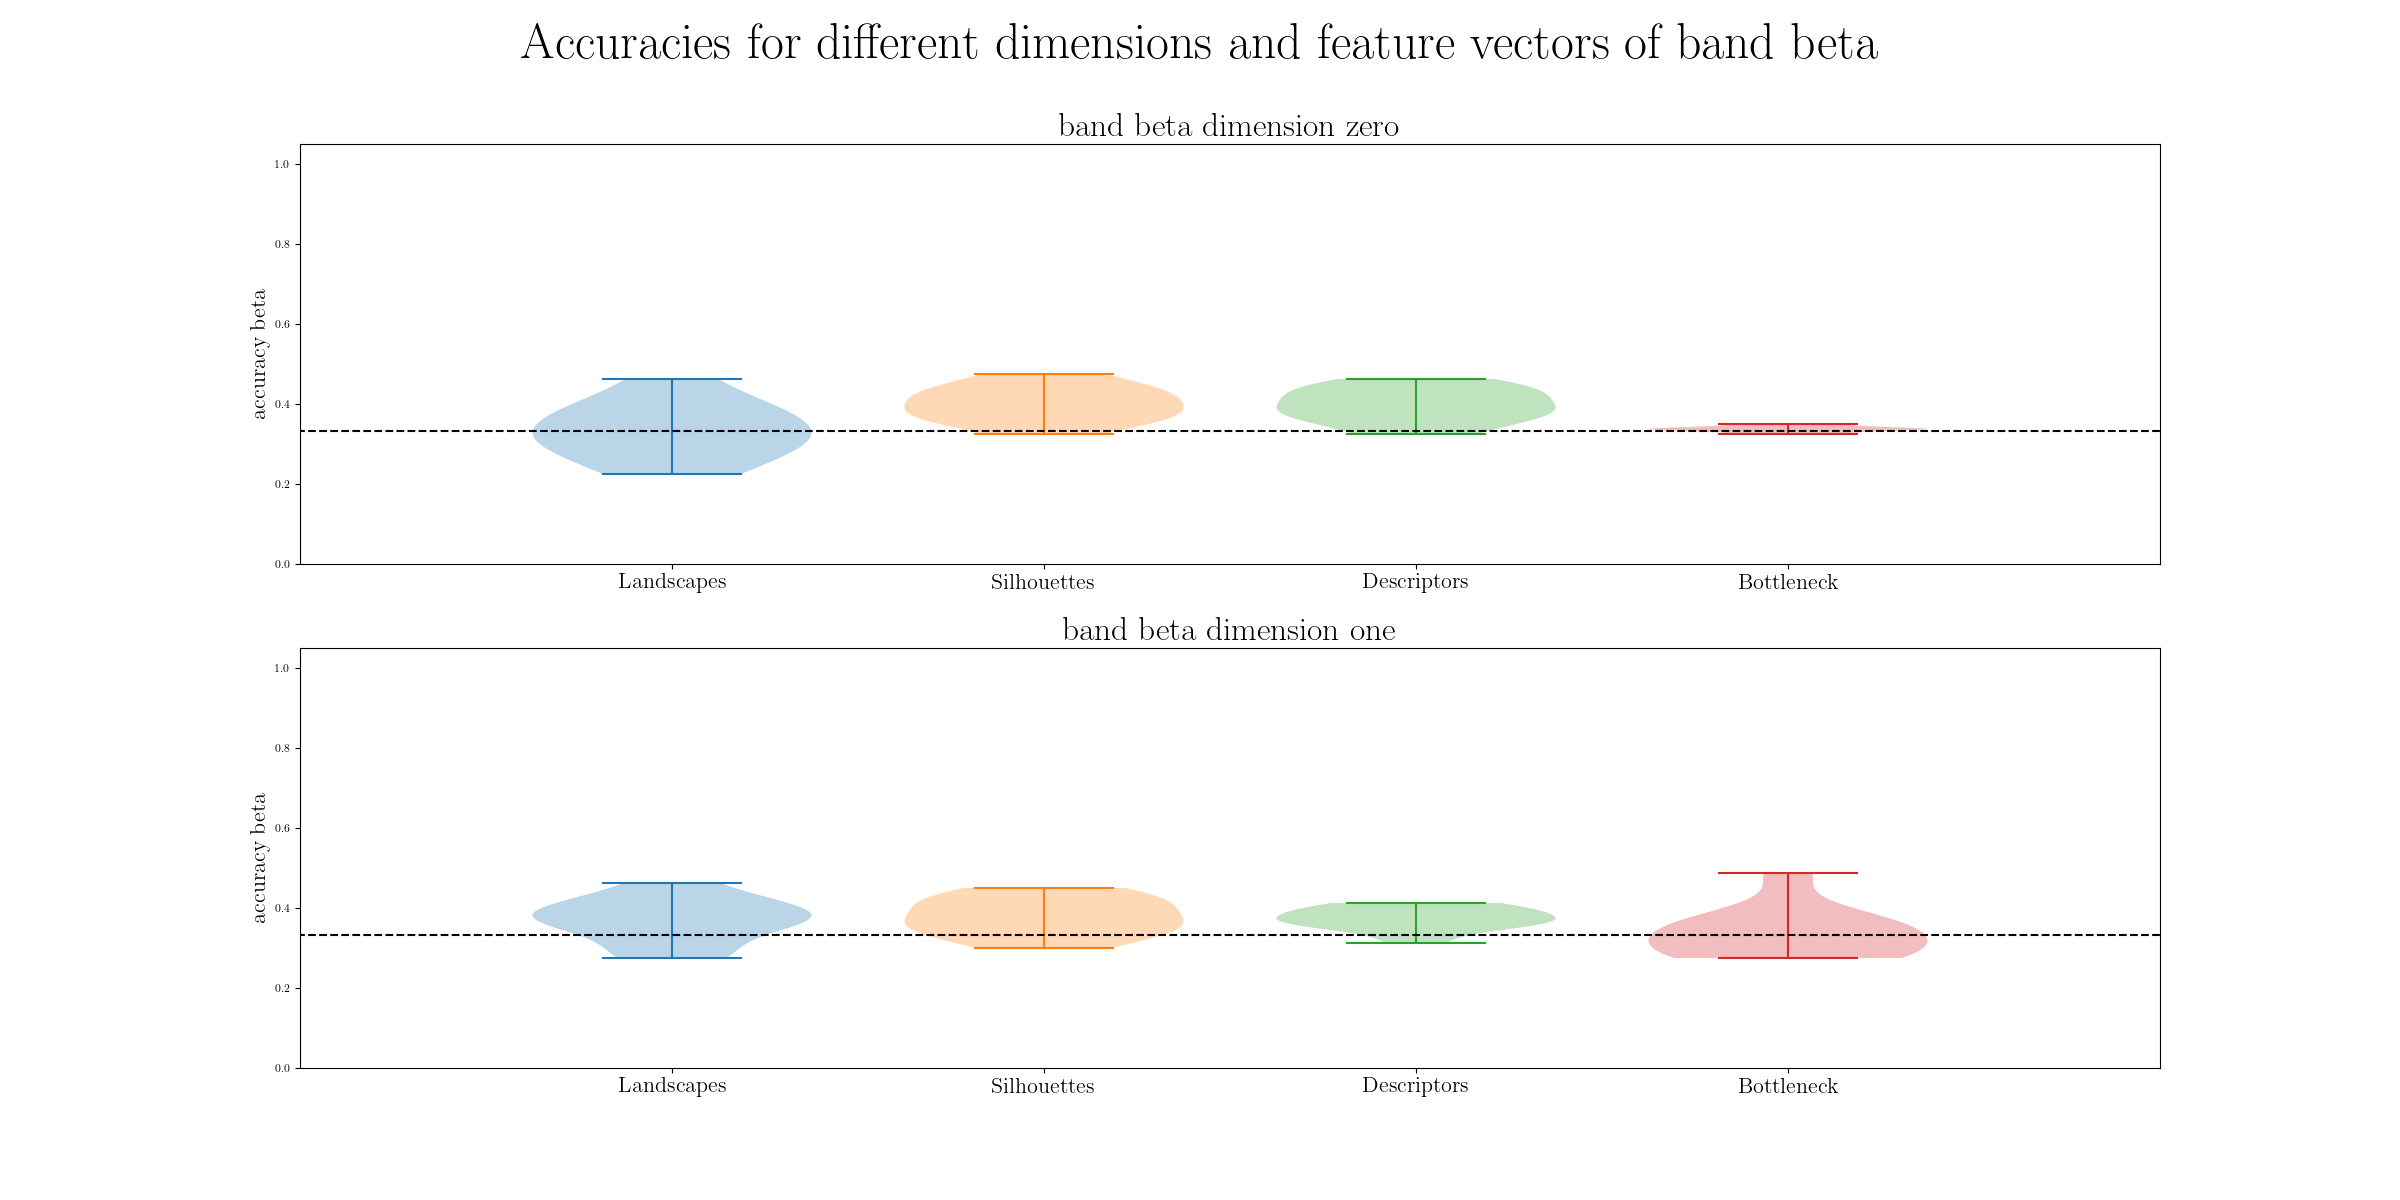 Accuracies for different dimensions and feature vectors of band beta
band beta dimension zero
1.0
0.8
0.6
0.4
0.2
0.0
accuracy beta
Landscapes Silhouettes Descriptors Bottleneck
band beta dimension one
1.0
0.8
0.6
0.4
0.2
0.0
accuracy beta
Landscapes Silhouettes Descriptors Bottleneck